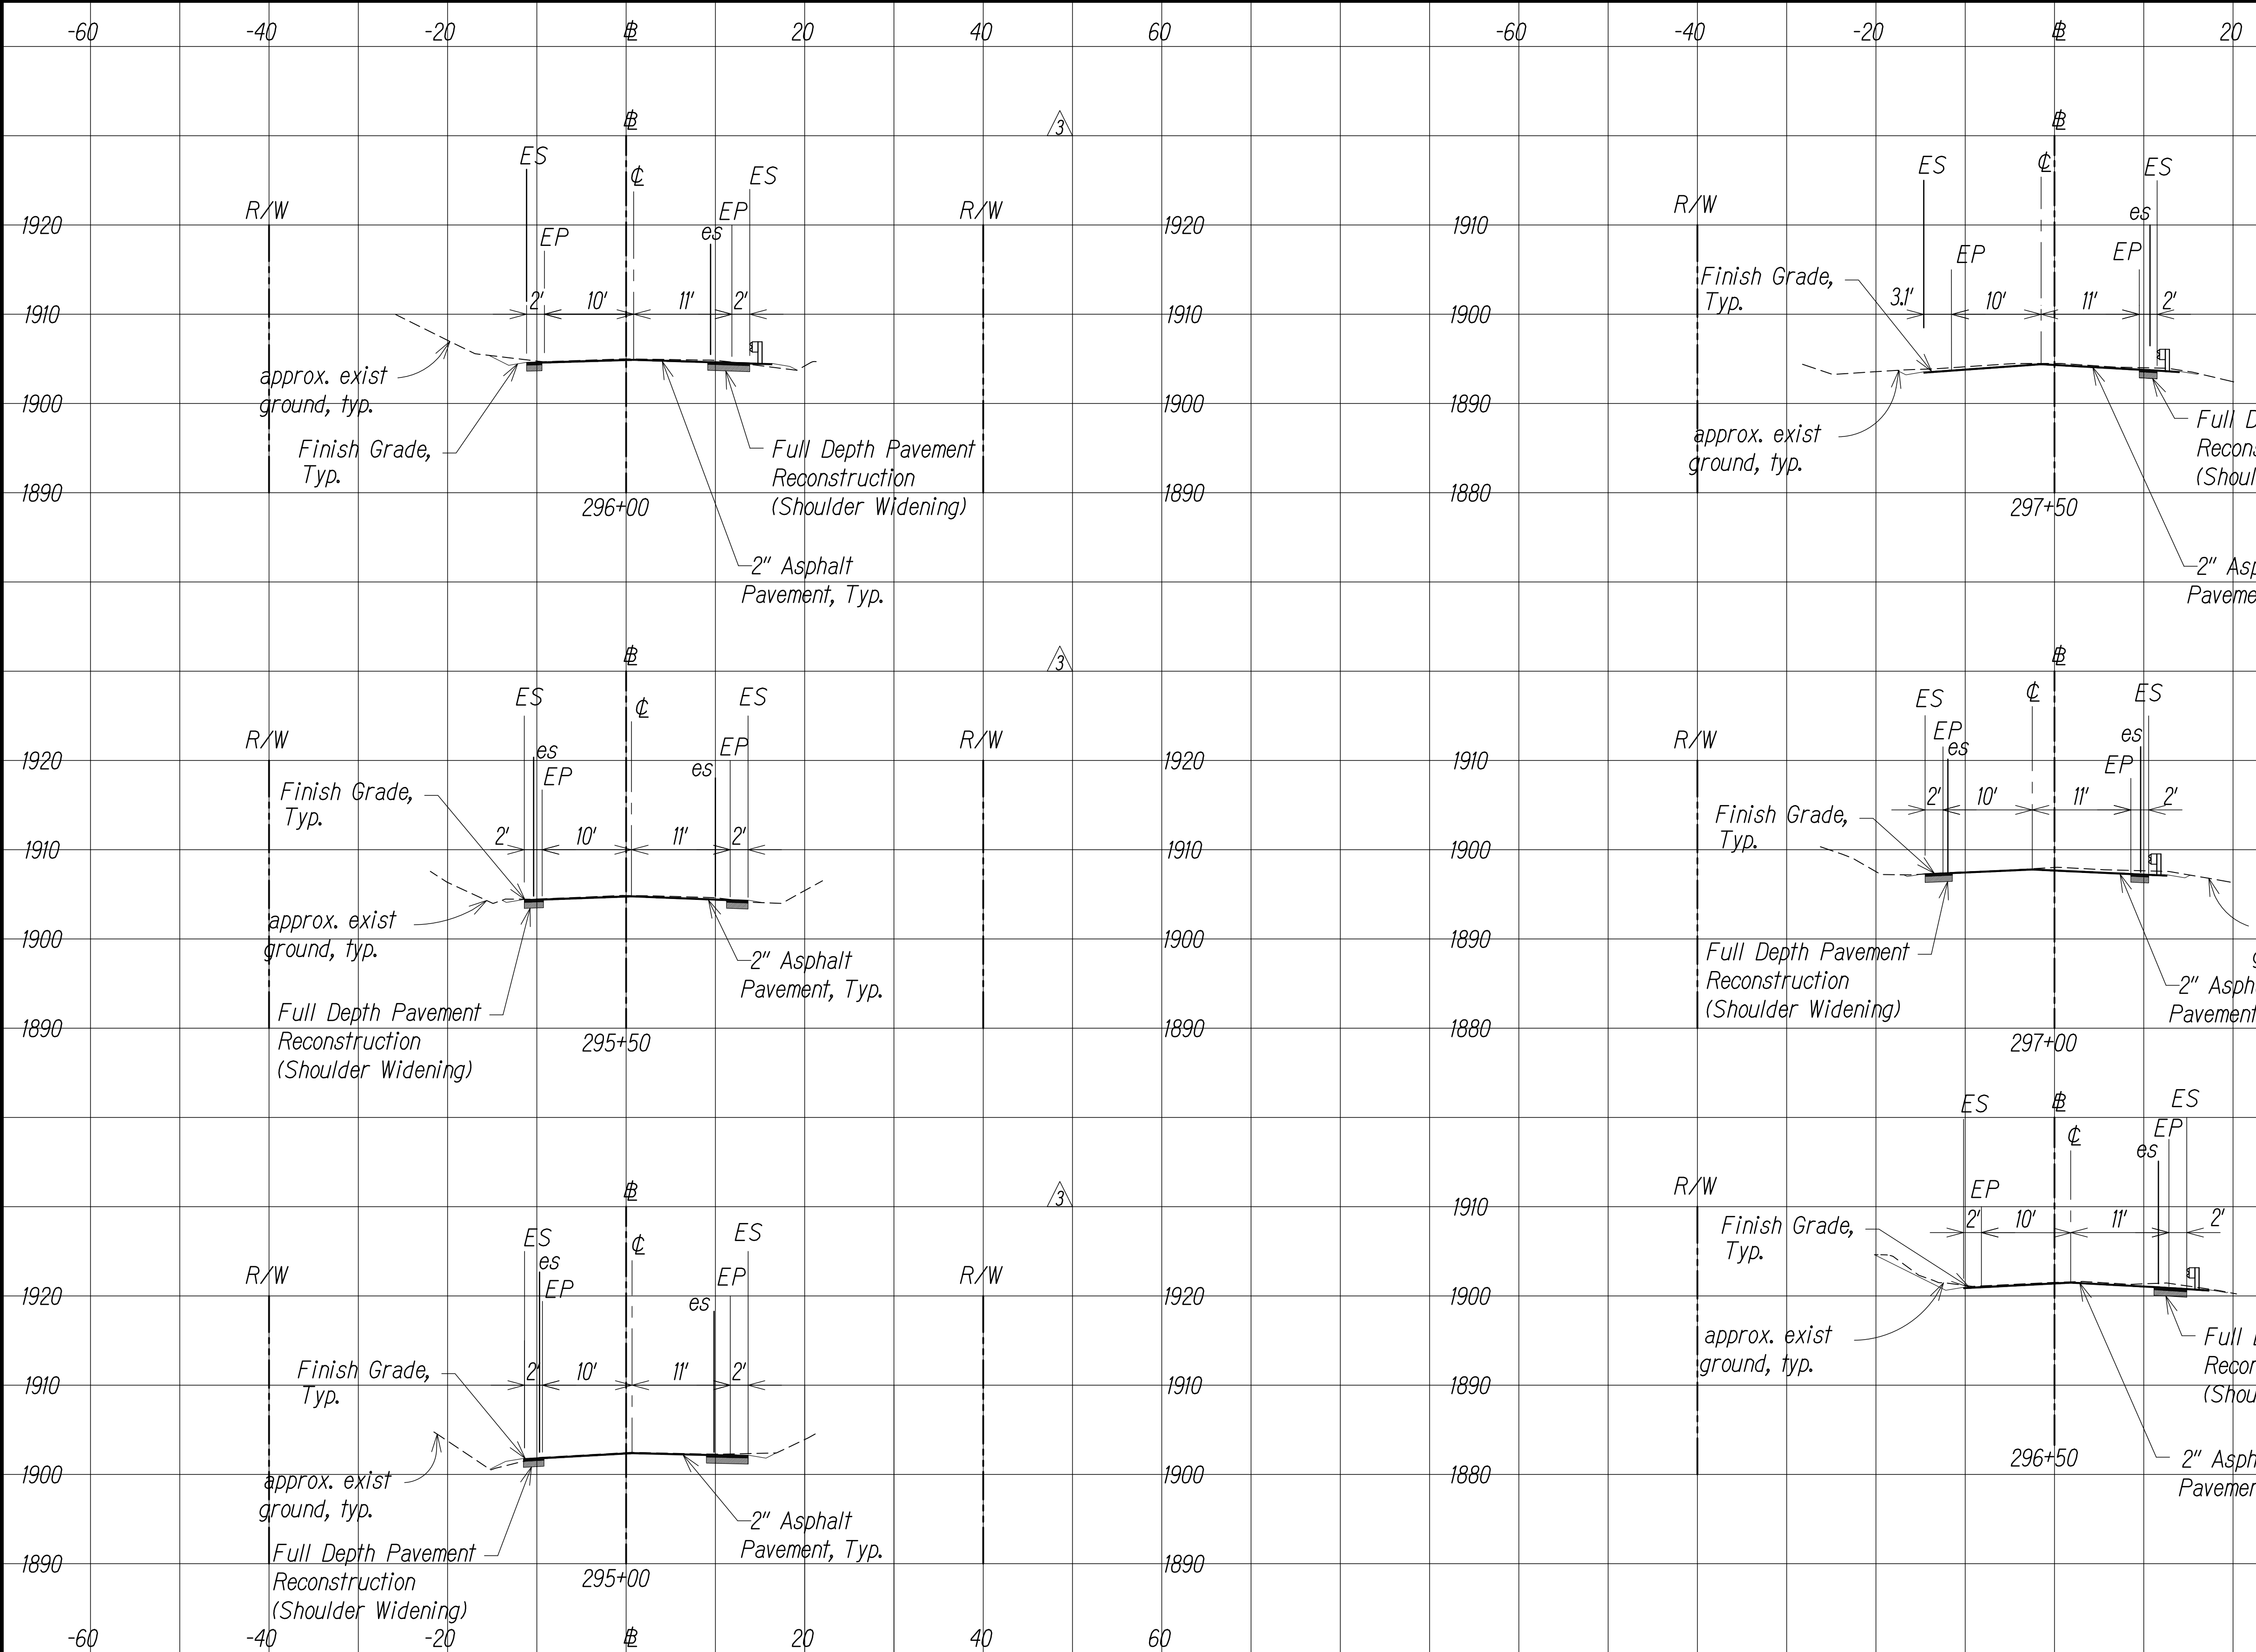 -60 -40 -20 ℄ 20 40 60 -60 -40 -20 20
3
ES ES
R/W EP R/W
EP es
1920 1920
2' 10' 11' 2'
1910 1910
approx. exist
ground, typ.
1900 1900
Finish Grade,
Typ.
Full Depth Pavement
Reconstruction
(Shoulder Widening)
1890 1890
296+00
2" Asphalt
Pavement, Typ.
ES ES
R/W es
EP EP
1910
Finish Grade,
Typ.
3.1' 10' 11' 2'
1900
approx. exist
ground, typ.
1890
Full
1880
297+50
2"
3
ES ES
R/W EP R/W
es es
EP
1920 1920
Finish Grade,
Typ.
2' 10' 11' 2'
1910 1910
approx. exist
ground, typ.
1900 1900
2" Asphalt
Pavement, Typ.
Full Depth Pavement
Reconstruction
(Shoulder Widening)
1890 1890
295+50
ES ES
R/W EP es
es EP
1910
2' 10' 11' 2'
Finish Grade,
Typ.
1900
1890
Full Depth Pavement
Reconstruction
(Shoulder Widening)
2"
Pavement
1880
297+00
3
ES ES
es
R/W EP EP R/W
es
1920 1920
Finish Grade,
Typ.
2' 10' 11' 2'
1910 1910
approx. exist
ground, typ.
1900 1900
2" Asphalt
Pavement, Typ.
Full Depth Pavement
Reconstruction
(Shoulder Widening)
1890 1890
295+00
ES ES
EP
es
R/W EP
1910
Finish Grade,
Typ.
2' 10' 11' 2'
1900
approx. exist
ground, typ.
Full
1890
1880
296+50
2"
-60 -40 -20 20 40 60